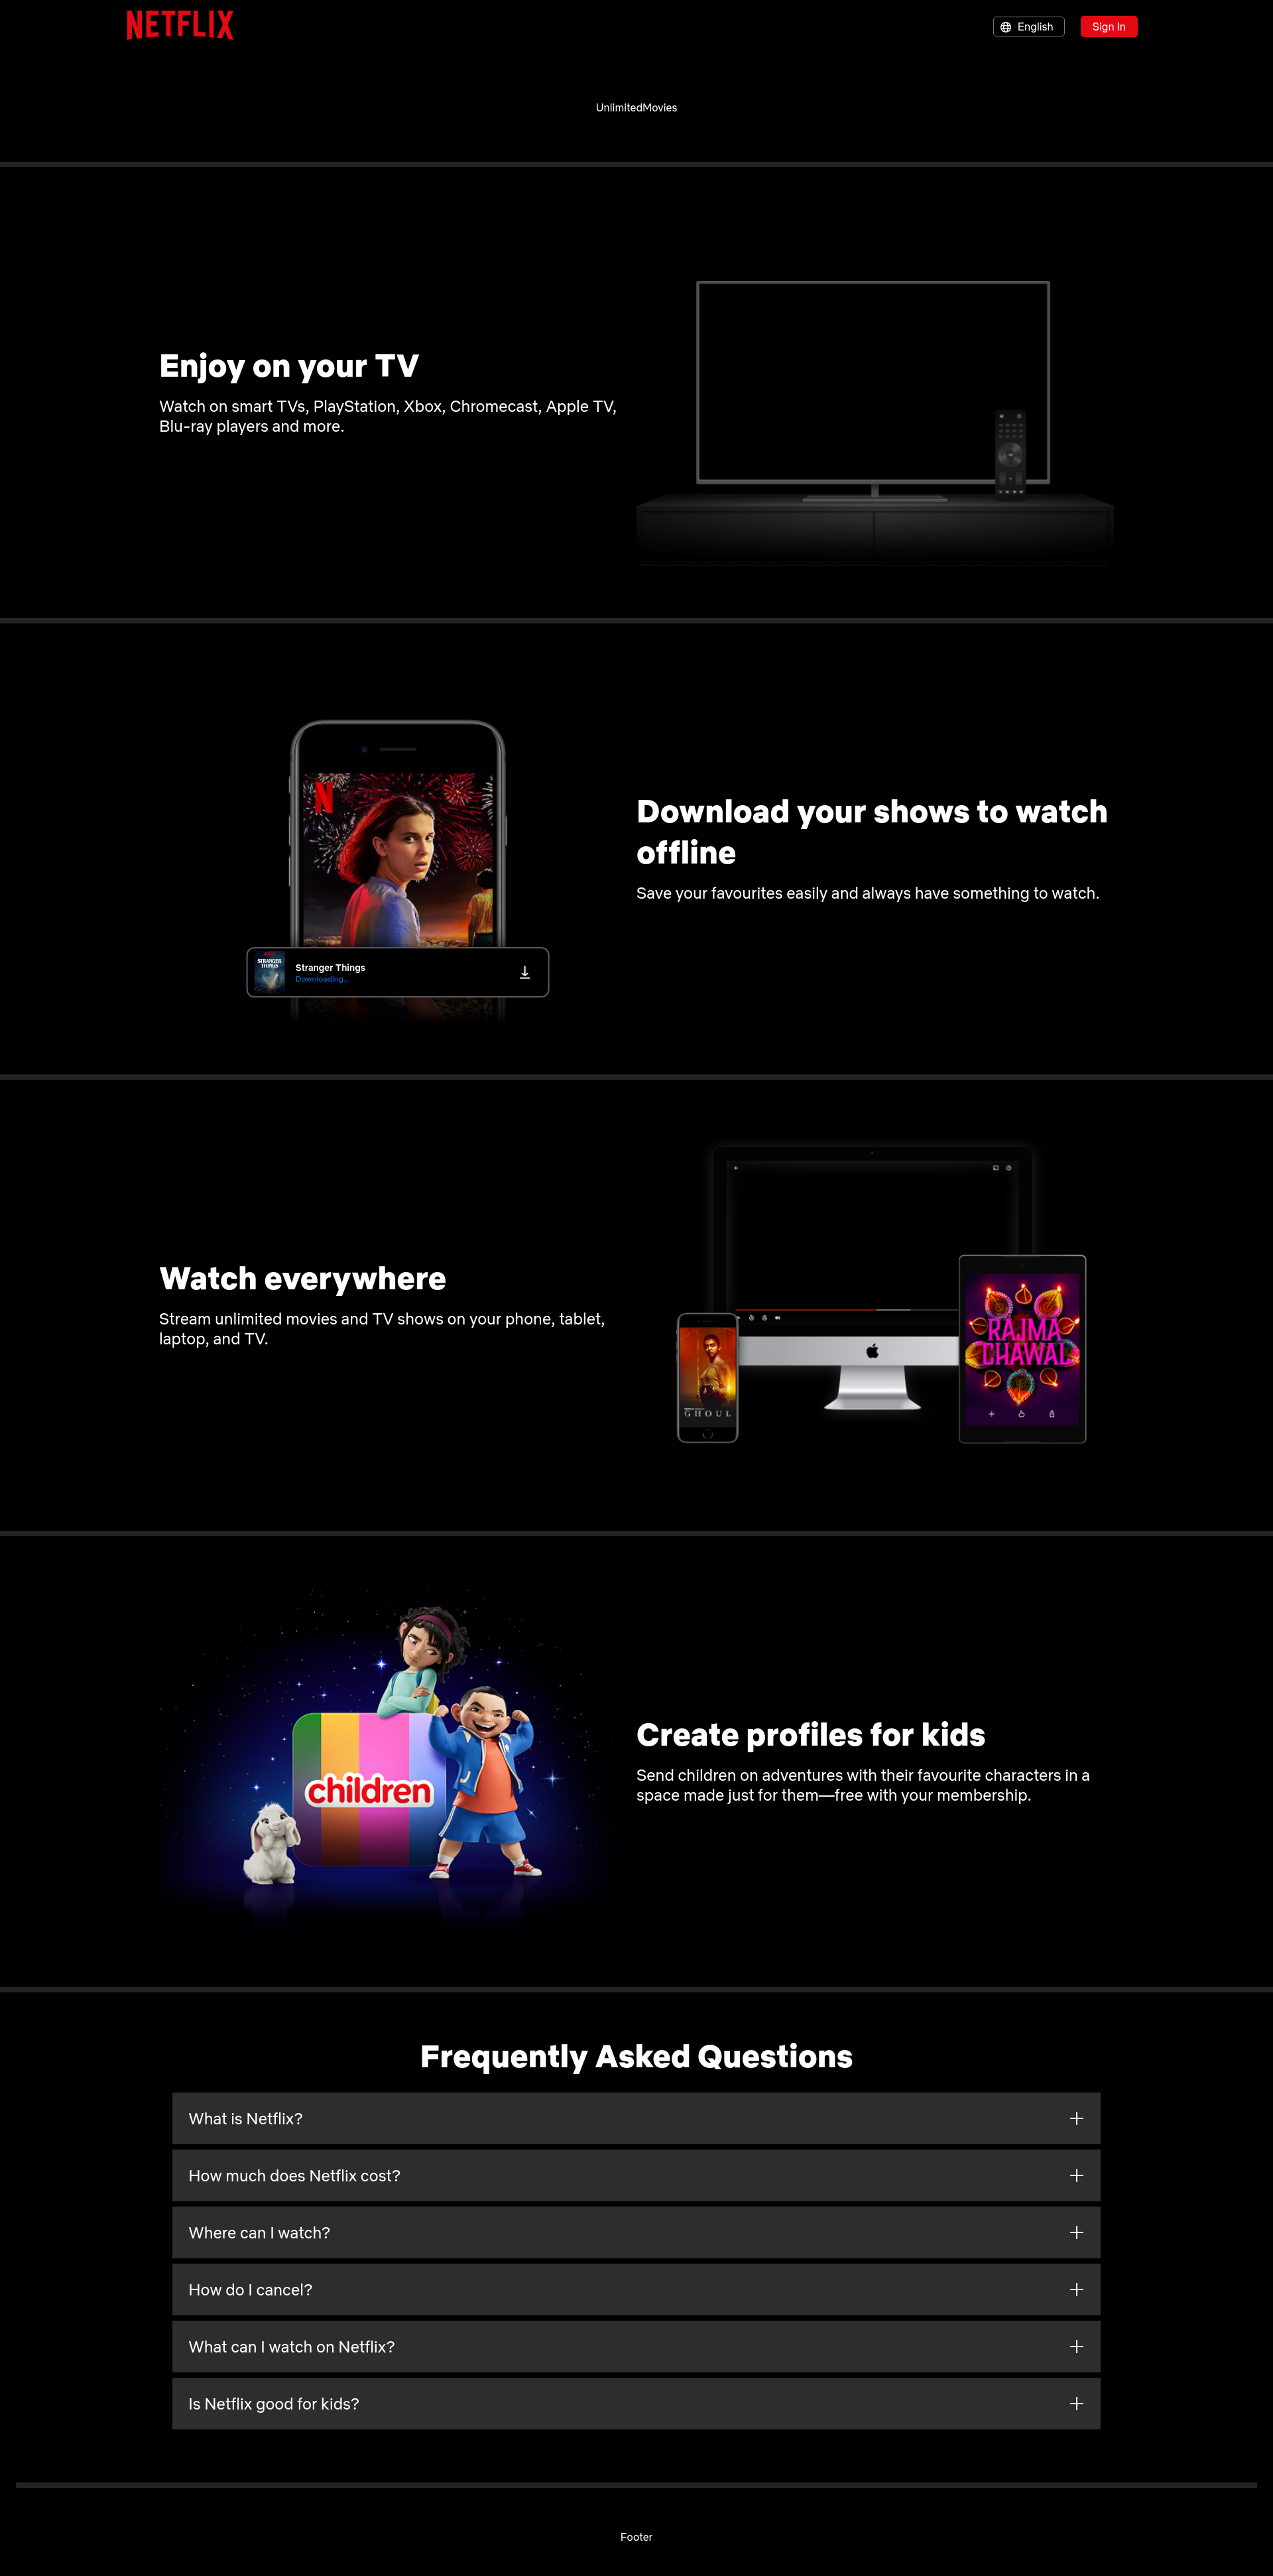 NETFLIX
English
Sign In
UnlimitedMovies
Enjoy on your TV
Watch on smart TVs, PlayStation, Xbox, Chromecast, Apple TV,
Blu-ray players and more.
Download your shows to watch
offline
Save your favourites easily and always have something to watch.
N
STRANGER
THINGS
Stranger Things
Downloading...
Watch everywhere
Stream unlimited movies and TV shows on your phone, tablet,
laptop, and TV.
RAJMA
CHAWAL
GHOUL
children
Create profiles for kids
Send children on adventures with their favourite characters in a
space made just for them—free with your membership.
Frequently Asked Questions
What is Netflix?
How much does Netflix cost?
Where can I watch?
How do I cancel?
What can I watch on Netflix?
Is Netflix good for kids?
Footer